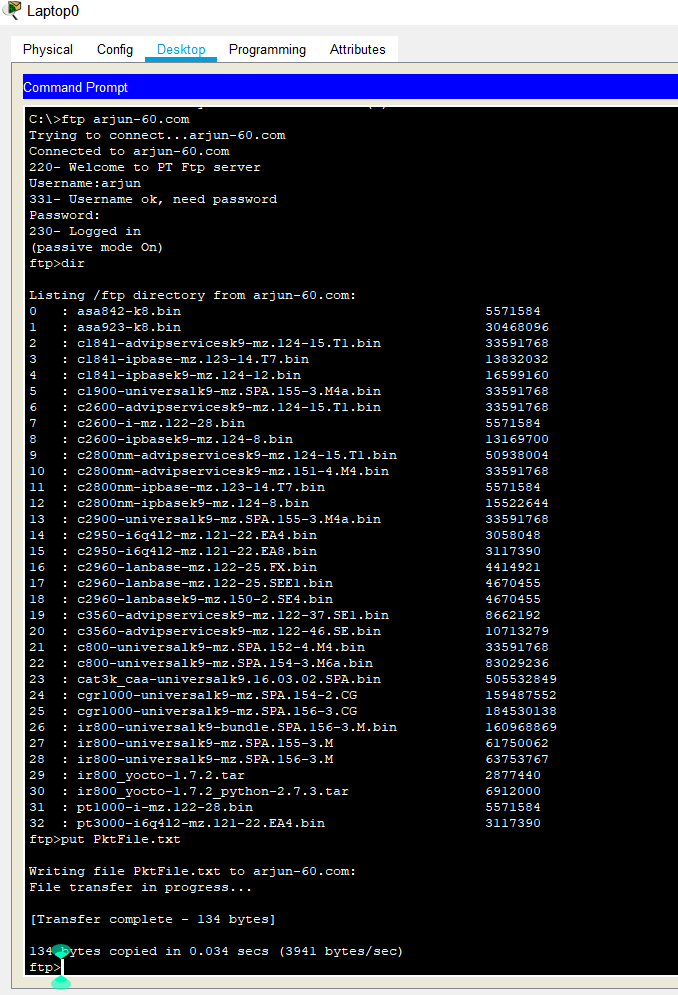 Laptop0
Physical Config Desktop Programming Attributes
Command Prompt
C:\>ftp arjun-60.com
Trying to connect...arjun-60.com
Connected to arjun-60.com
220- Welcome to PT Ftp server
Username:arjun
331- Username ok, need password
Password:
230- Logged in
(passive mode On)
ftp>dir
Listing /ftp directory from arjun-60.com:
0 : asa842-k8.bin 5571584
1 : asa923-k8.bin 30468096
2 : c1841-advipservicesk9-mz.124-15.T1.bin 33591768
3 : c1841-ipbase-mz.123-14.T7.bin 13832032
4 : c1841-ipbasek9-mz.124-12.bin 16599160
5 : c1900-universalk9-mz.SPA.155-3.M4a.bin 33591768
6 : c2600-advipservicesk9-mz.124-15.T1.bin 33591768
7 : c2600-i-mz.122-28.bin 5571584
8 : c2600-ipbasek9-mz.124-8.bin 13169700
9 : c2800nm-advipservicesk9-mz.124-15.T1.bin 50938004
10 : c2800nm-advipservicesk9-mz.151-4.M4.bin 33591768
11 : c2800nm-ipbase-mz.123-14.T7.bin 5571584
12 : c2800nm-ipbasek9-mz.124-8.bin 15522644
13 : c2900-universalk9-mz.SPA.155-3.M4a.bin 33591768
14 : c2950-i6q4l2-mz.121-22.EA4.bin 3058048
15 : c2950-i6q4l2-mz.121-22.EA8.bin 3117390
16 : c2960-lanbase-mz.122-25.FX.bin 4414921
17 : c2960-lanbase-mz.122-25.SEE1.bin 4670455
18 : c2960-lanbasek9-mz.150-2.SE4.bin 4670455
19 : c3560-advipservicesk9-mz.122-37.SE1.bin 8662192
20 : c3560-advipservicesk9-mz.122-46.SE.bin 10713279
21 : c800-universalk9-mz.SPA.152-4.M4.bin 33591768
22 : c800-universalk9-mz.SPA.154-3.M6a.bin 83029236
23 : cat3k_caa-universalk9.16.03.02.SPA.bin 505532849
24 : cgr1000-universalk9-mz.SPA.154-2.CG 159487552
25 : cgr1000-universalk9-mz.SPA.156-3.CG 184530138
26 : ir800-universalk9-bundle.SPA.156-3.M.bin 160968869
27 : ir800-universalk9-mz.SPA.155-3.M 61750062
28 : ir800-universalk9-mz.SPA.156-3.M 63753767
29 : ir800_yocto-1.7.2.tar 2877440
30 : ir800_yocto-1.7.2_python-2.7.3.tar 6912000
31 : pt1000-i-mz.122-28.bin 5571584
32 : pt3000-i6q4l2-mz.121-22.EA4.bin 3117390
ftp>put PktFile.txt
Writing file PktFile.txt to arjun-60.com:
File transfer in progress...
[Transfer complete - 134 bytes]
134 bytes copied in 0.034 secs (3941 bytes/sec)
ftp>